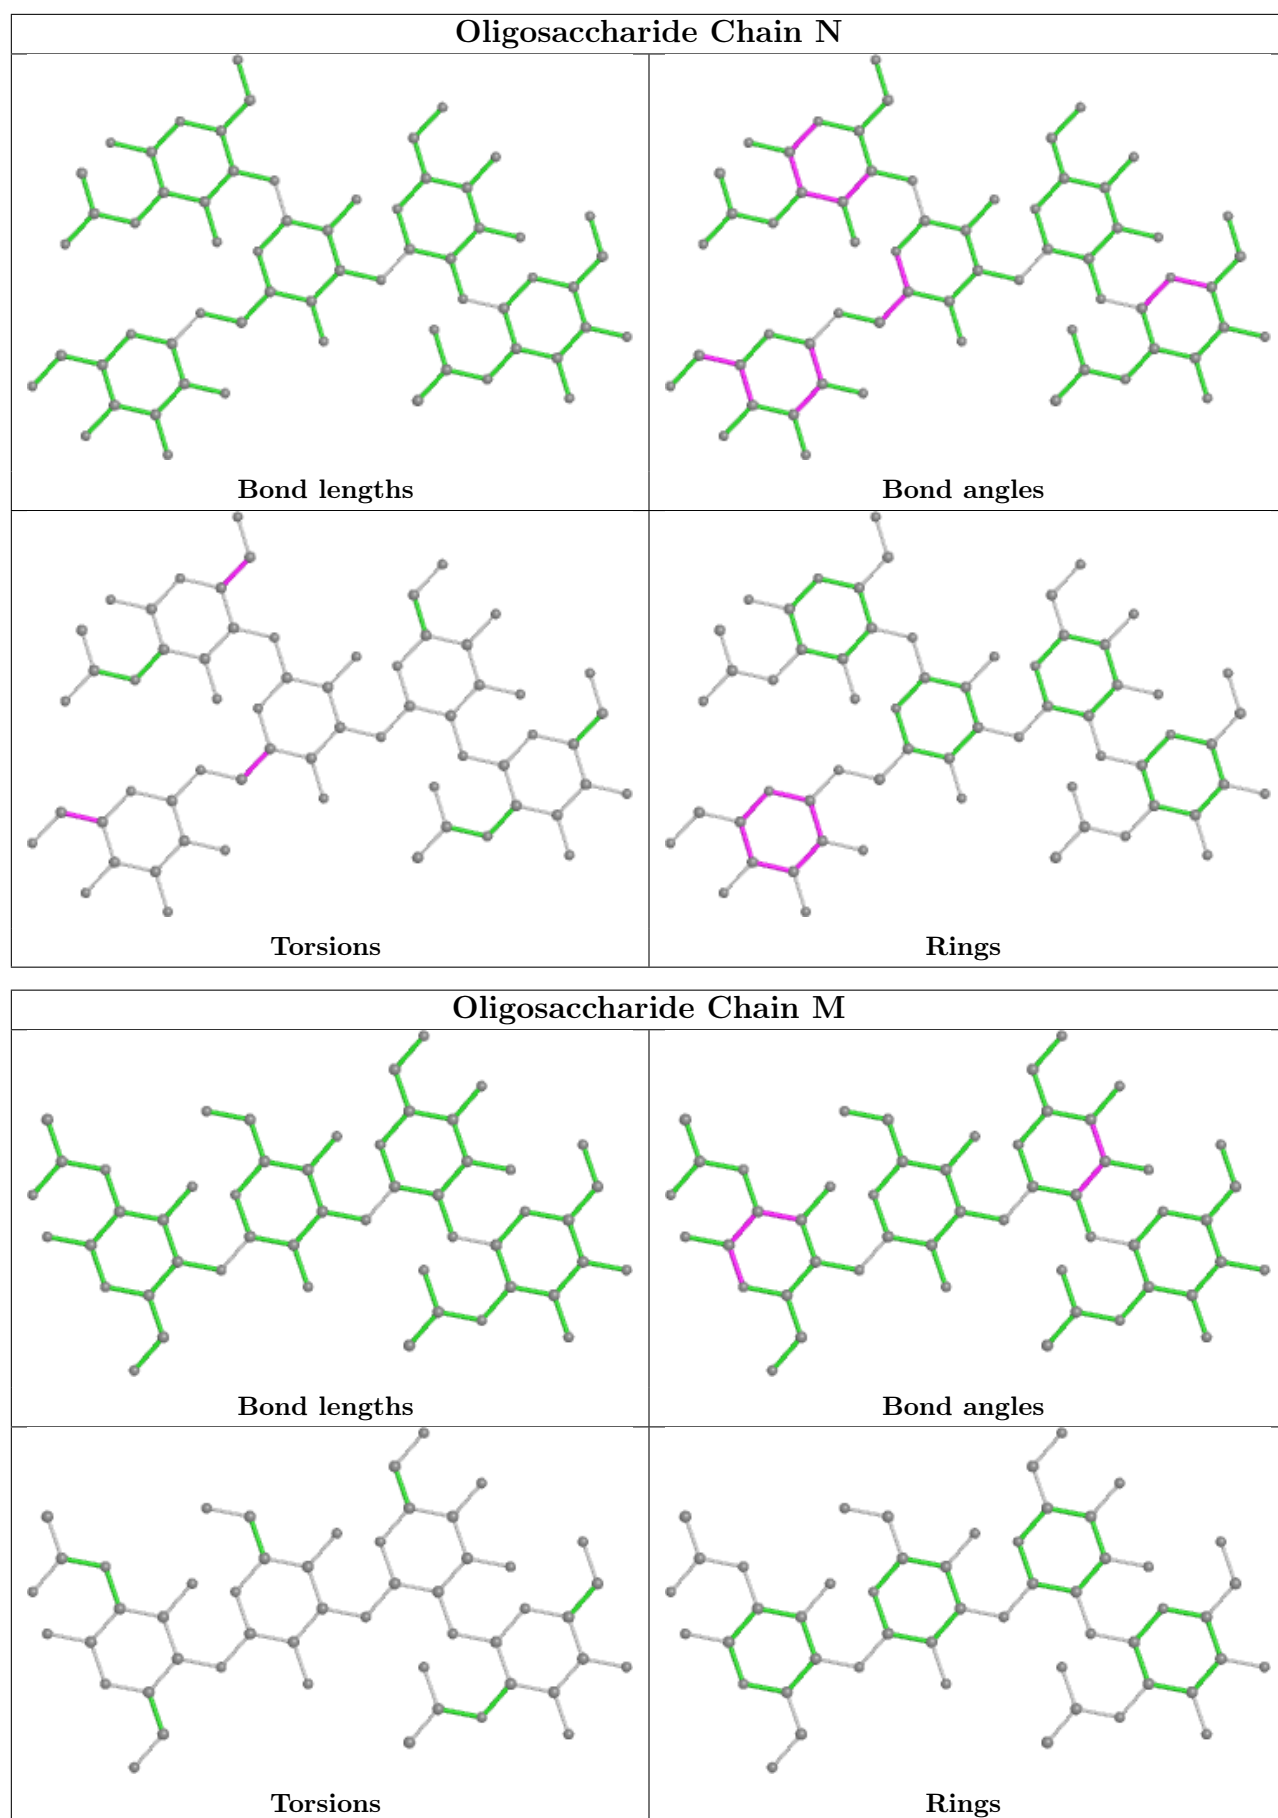 Oligosaccharide Chain N
Bond lengths
Bond angles
Torsions
Rings
Oligosaccharide Chain M
Bond lengths
Bond angles
Torsions
Rings